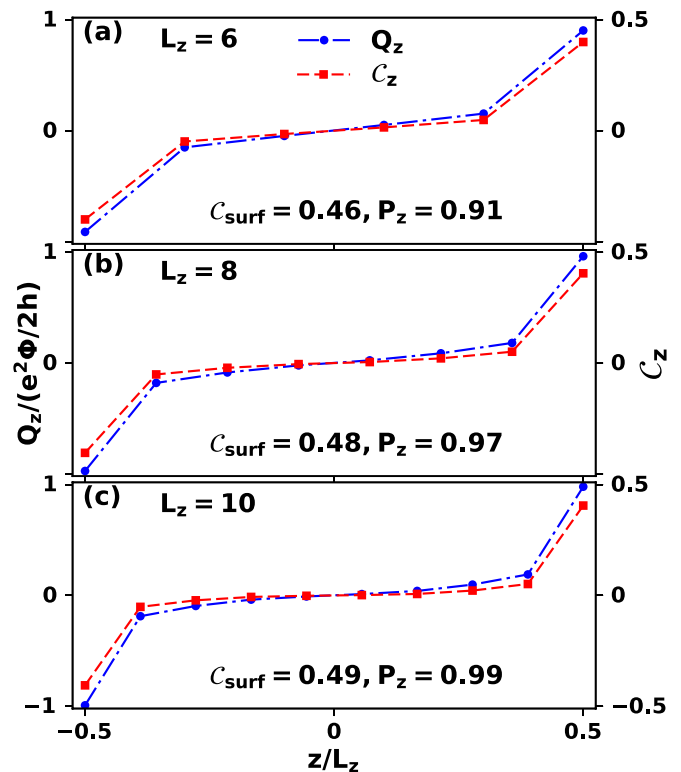 (a) L_z = 6
Q_z
𝒞_z
𝒞_surf = 0.46, P_z = 0.91
1
0
0.5
0
(b) L_z = 8
𝒞_surf = 0.48, P_z = 0.97
1
0
0.5
0
(c) L_z = 10
𝒞_surf = 0.49, P_z = 0.99
1
0
−1
0.5
0
−0.5
Q_z/(e²Φ/2h)
𝒞_z
−0.5 0 0.5
z/L_z